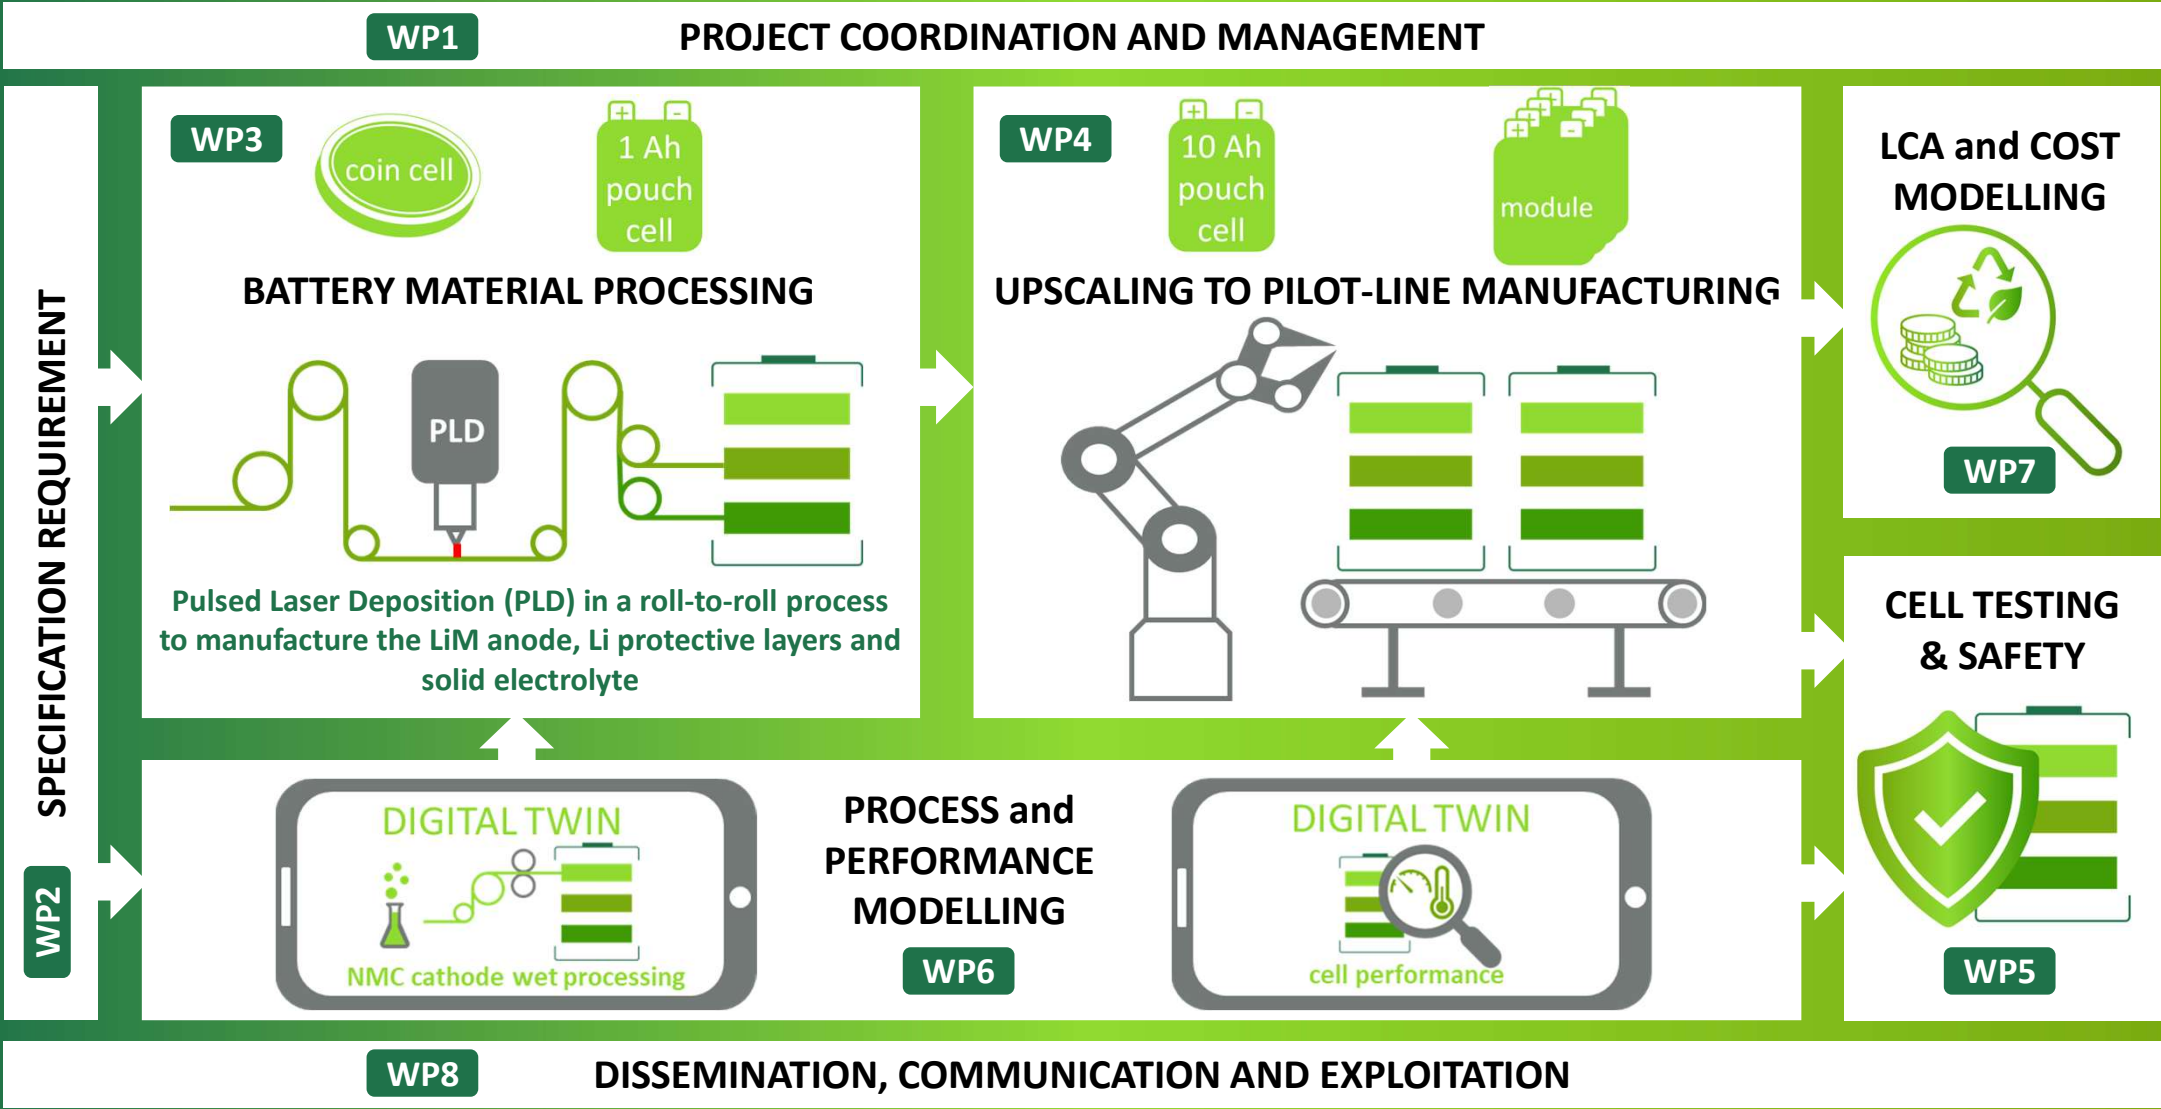 WP1
PROJECT COORDINATION AND MANAGEMENT
SPECIFICATION REQUIREMENT
WP2
WP3
coin cell
+ -
1 Ah
pouch
cell
BATTERY MATERIAL PROCESSING
PLD
Pulsed Laser Deposition (PLD) in a roll-to-roll process
to manufacture the LiM anode, Li protective layers and
solid electrolyte
WP4
+ -
10 Ah
pouch
cell
+ -
module
UPSCALING TO PILOT-LINE MANUFACTURING
LCA and COST
MODELLING
WP7
DIGITAL TWIN
NMC cathode wet processing
PROCESS and
PERFORMANCE
MODELLING
WP6
DIGITAL TWIN
cell performance
CELL TESTING
& SAFETY
WP5
WP8
DISSEMINATION, COMMUNICATION AND EXPLOITATION